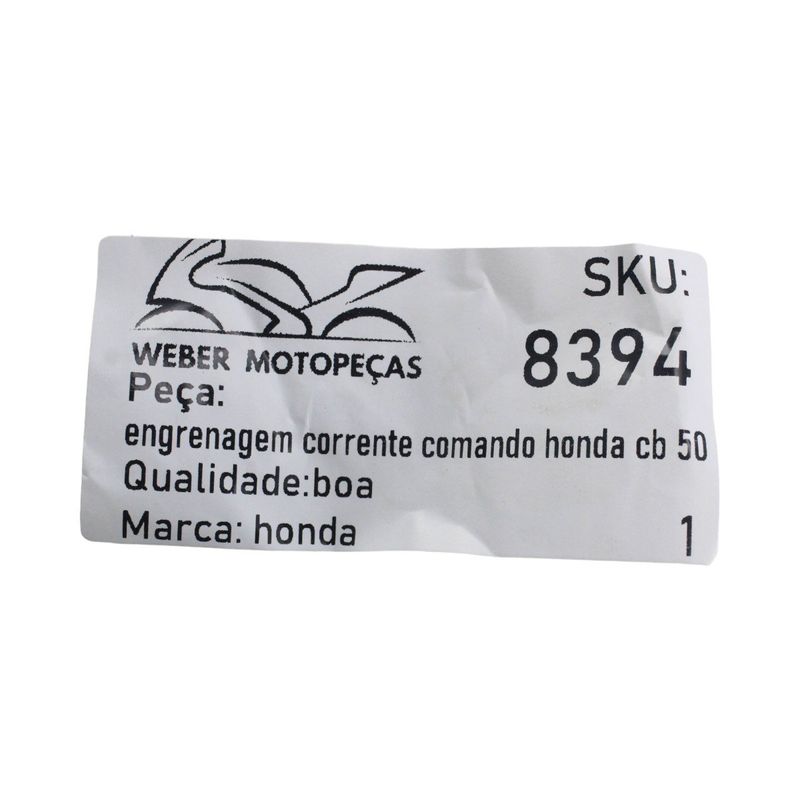 WEBER MOTOPEÇAS
SKU:
8394
Peça:
engrenagem corrente comando honda cb 50
Qualidade:boa
Marca: honda
1